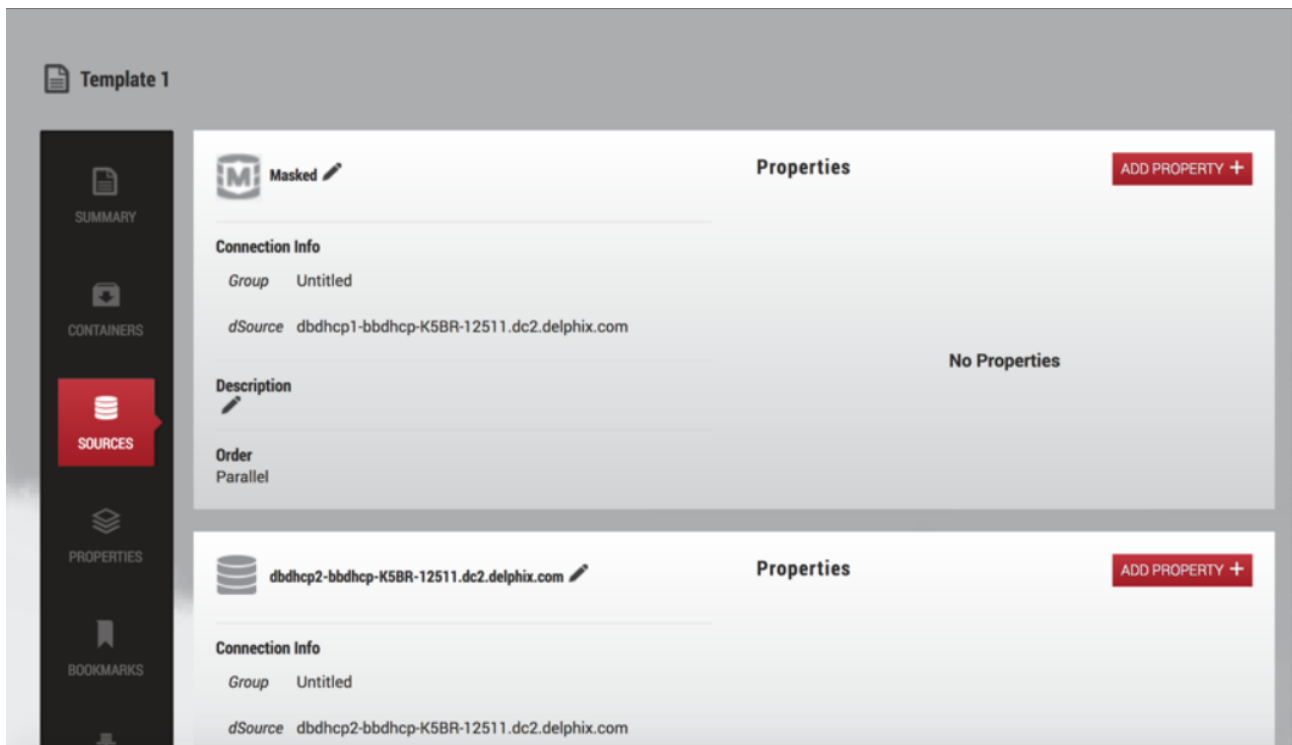 Template 1
SUMMARY
CONTAINERS
SOURCES
PROPERTIES
BOOKMARKS
M Masked
Properties
ADD PROPERTY +
Connection Info
Group Untitled
dSource dbdhcp1-bbdhcp-K5BR-12511.dc2.delphix.com
No Properties
Description
Order
Parallel
dbdhcp2-bbdhcp-K5BR-12511.dc2.delphix.com
Properties
ADD PROPERTY +
Connection Info
Group Untitled
dSource dbdhcp2-bbdhcp-K5BR-12511.dc2.delphix.com